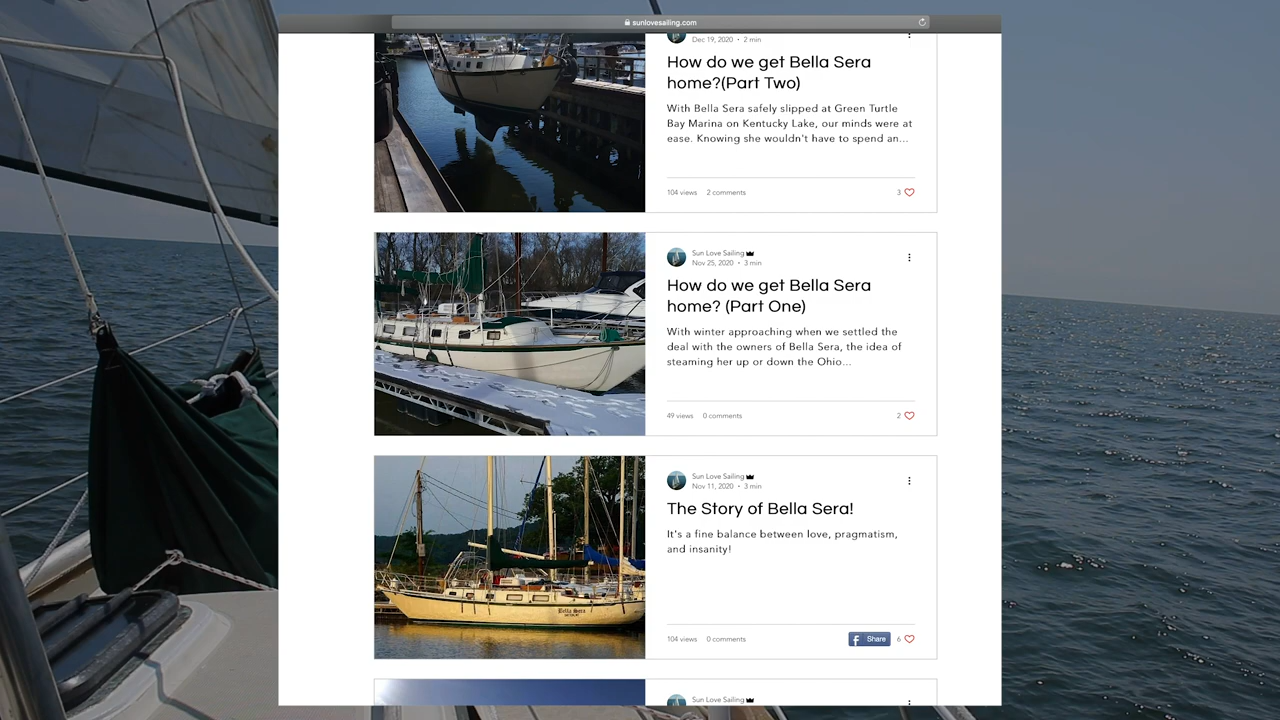 sunlovesailing.com
Dec 19, 2020 • 2 min
How do we get Bella Sera
home?(Part Two)
With Bella Sera safely slipped at Green Turtle
Bay Marina on Kentucky Lake, our minds were at
ease. Knowing she wouldn't have to spend an...
104 views 2 comments 3
Sun Love Sailing
Nov 25, 2020 • 3 min
How do we get Bella Sera
home? (Part One)
With winter approaching when we settled the
deal with the owners of Bella Sera, the idea of
steaming her up or down the Ohio...
49 views 0 comments 2
Sun Love Sailing
Nov 11, 2020 • 3 min
The Story of Bella Sera!
It's a fine balance between love, pragmatism,
and insanity!
Bella Sera
104 views 0 comments Share 6
Sun Love Sailing